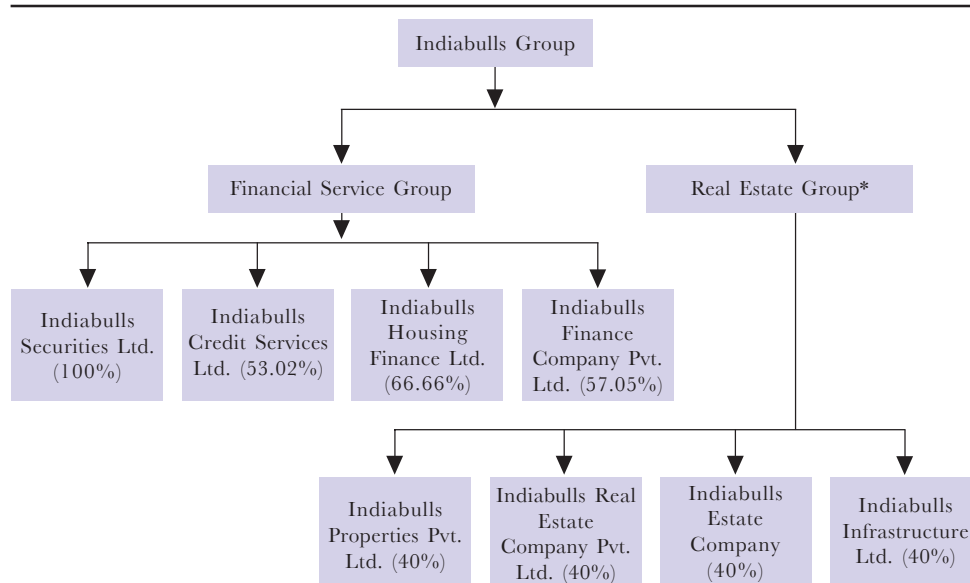 Indiabulls Group
Financial Service Group
Real Estate Group*
Indiabulls
Securities Ltd.
(100%)
Indiabulls
Credit Services
Ltd. (53.02%)
Indiabulls
Housing
Finance Ltd.
(66.66%)
Indiabulls
Finance
Company Pvt.
Ltd. (57.05%)
Indiabulls
Properties Pvt.
Ltd. (40%)
Indiabulls Real
Estate
Company Pvt.
Ltd. (40%)
Indiabulls
Estate
Company
(40%)
Indiabulls
Infrastructure
Ltd. (40%)